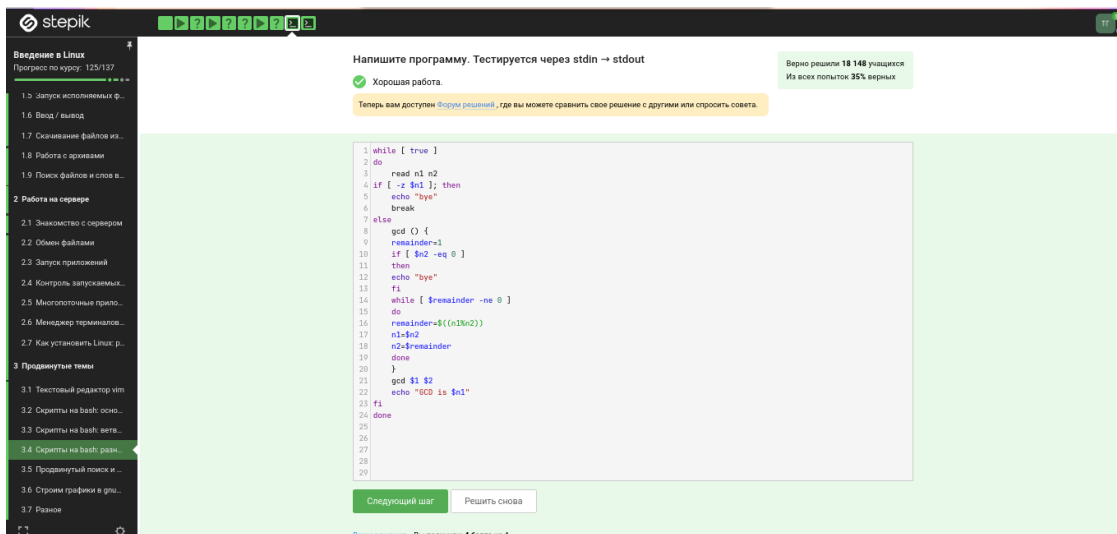 stepik
ТГ
Введение в Linux
Прогресс по курсу: 125/137
1.5 Запуск исполняемых ф...
1.6 Ввод / вывод
1.7 Скачивание файлов из...
1.8 Работа с архивами
1.9 Поиск файлов и слов в...
2 Работа на сервере
2.1 Знакомство с сервером
2.2 Обмен файлами
2.3 Запуск приложений
2.4 Контроль запускаемых...
2.5 Многопоточные прило...
2.6 Менеджер терминалов...
2.7 Как установить Linux: р...
3 Продвинутые темы
3.1 Текстовый редактор vim
3.2 Скрипты на bash: осно...
3.3 Скрипты на bash: ветв...
3.4 Скрипты на bash: разн...
3.5 Продвинутый поиск и ...
3.6 Строим графики в gnu...
3.7 Разное
Напишите программу. Тестируется через stdin → stdout
Хорошая работа.
Верно решили 18 148 учащихся
Из всех попыток 35% верных
Теперь вам доступен Форум решений, где вы можете сравнить свое решение с другими или спросить совета.
1 while [ true ]
2 do
3 read n1 n2
4 if [ -z $n1 ]; then
5 echo "bye"
6 break
7 else
8 gcd () {
9 remainder=1
10 if [ $n2 -eq 0 ]
11 then
12 echo "bye"
13 fi
14 while [ $remainder -ne 0 ]
15 do
16 remainder=$((n1%n2))
17 n1=$n2
18 n2=$remainder
19 done
20 }
21 gcd $1 $2
22 echo "GCD is $n1"
23 fi
24 done
25
26
27
28
29
Следующий шаг
Решить снова